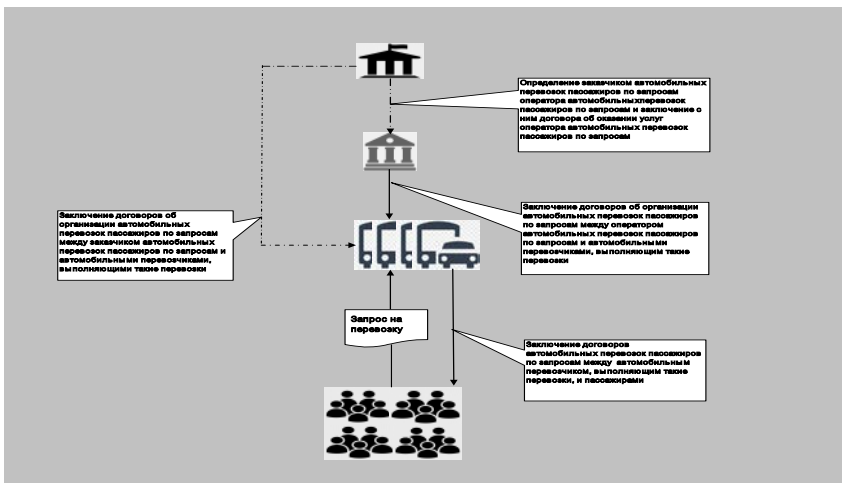 Определение заказчиком автомобильных
перевозок пассажиров по запросам
оператора автомобильныхперевозок
пассажиров по запросам и заключение с
ним договора об оказании услуг
оператора автомобильных перевозок
пассажиров по запросам
Заключение договоров об
организации автомобильных
перевозок пассажиров по запросам
между заказчиком автомобильных
перевозок пассажиров по запросам и
автомобильными перевозчиками,
выполняющими такие перевозки
Заключение договоров об организации
автомобильных перевозок пассажиров
по запросам между оператором
автомобильных перевозок пассажиров
по запросам и автомобильными
перевозчиками, выполняющим такие
перевозки
Запрос на
перевозку
Заключение договоров
автомобильных перевозок пассажиров
по запросам между автомобильным
перевозчиком, выполняющим такие
перевозки, и пассажирами